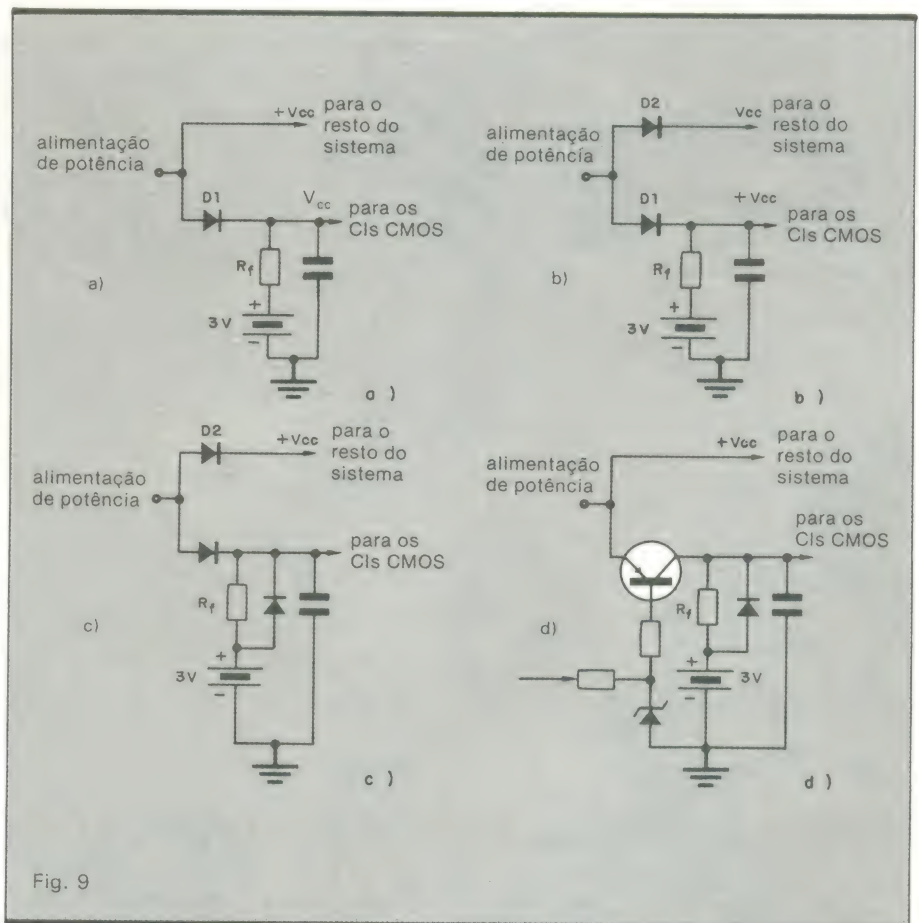 +Vcc para o
resto do
sistema
alimentação
de potência
D1
Vcc
para os
CIs CMOS
Rf
a)
+
3V
-
a )
D2
Vcc
para o
resto do
sistema
alimentação
de potência
D1
+Vcc
para os
CIs CMOS
Rf
b)
+
3V
-
b )
D2
+Vcc
para o
resto do
sistema
alimentação
de potência
para os
CIs CMOS
Rf
c)
+
3V
-
c )
+Vcc
para o
resto do
sistema
alimentação
de potência
para os
CIs CMOS
d)
Rf
+
3V
-
d )
Fig. 9